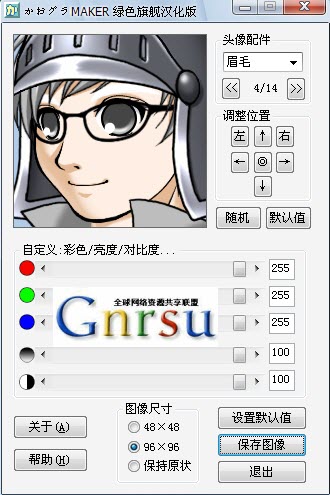 かおグラMAKER 绿色旗舰汉化版
头像配件
眉毛
4/14
调整位置
左 ↑ 右
← ◎ →
↓
随机 默认值
自定义:彩色/亮度/对比度...
255
255
255
100
100
全球网络资源共享联盟
Gnrsu
图像尺寸
48×48
96×96
保持原状
关于(A)
帮助(H)
设置默认值
保存图像
退出